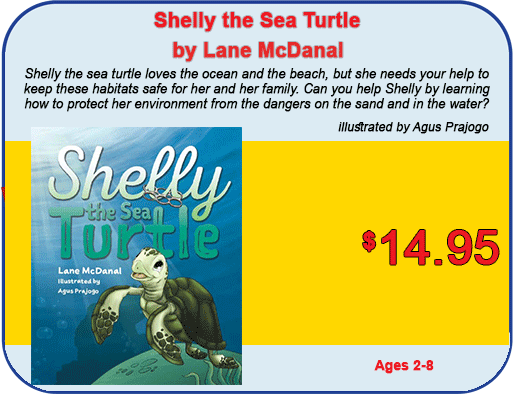 Shelly the Sea Turtle
by Lane McDanal
Shelly the sea turtle loves the ocean and the beach, but she needs your help to
keep these habitats safe for her and her family. Can you help Shelly by learning
how to protect her environment from the dangers on the sand and in the water?
illustrated by Agus Prajogo
Shelly
the Sea
Turtle
Lane McDanal
Illustrated by
Agus Prajogo
$14.95
Ages 2-8